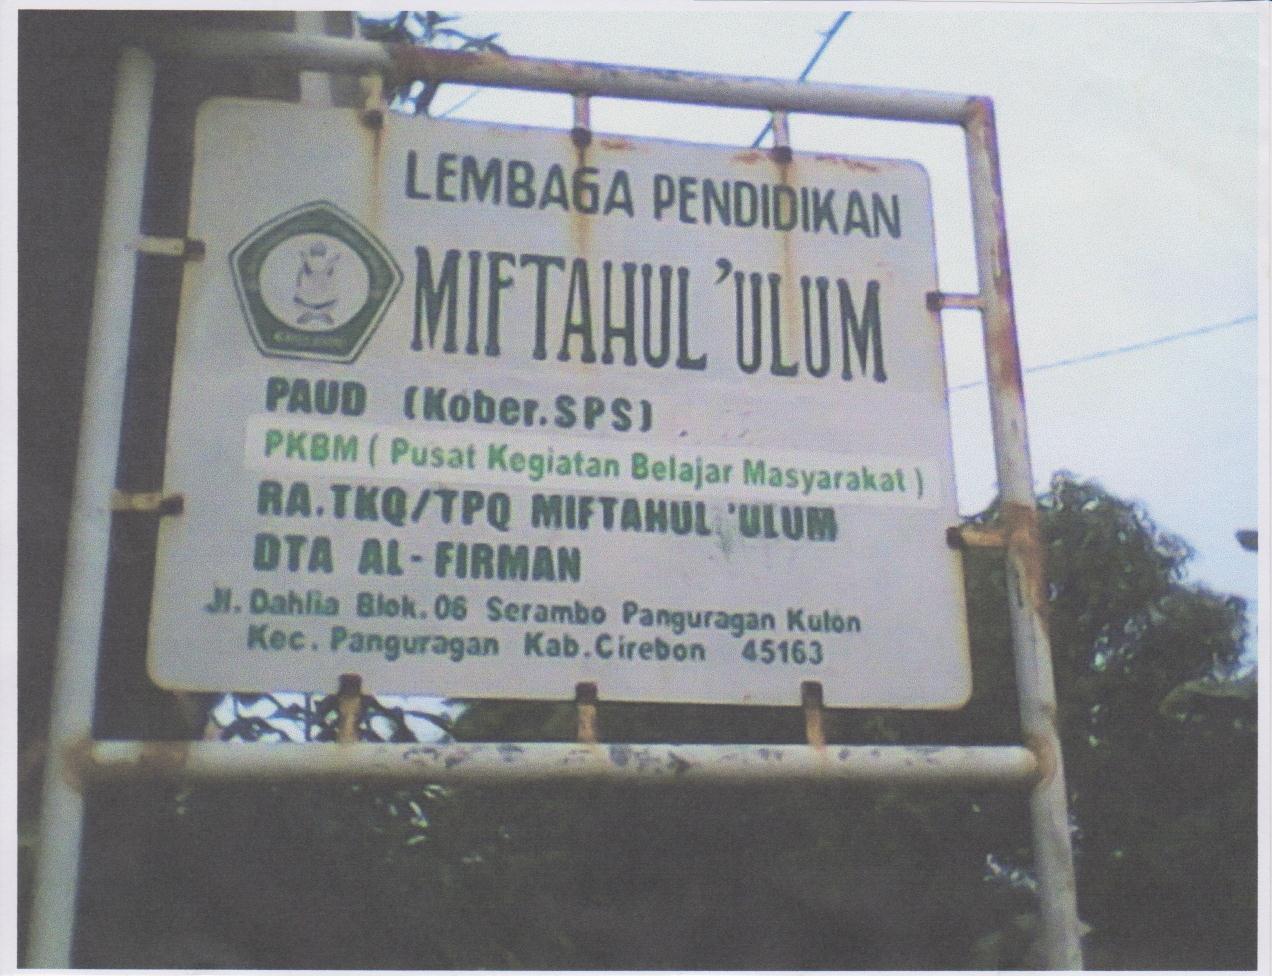 LEMBAGA PENDIDIKAN
MIFTAHUL 'ULUM
PAUD (Kober.SPS)
PKBM ( Pusat Kegiatan Belajar Masyarakat )
RA.TKQ/TPQ MIFTAHUL 'ULUM
DTA AL-FIRMAN
Jl. Dahlia Blok.06 Serambo Panguragan Kulon
Kec. Panguragan Kab.Cirebon 45163